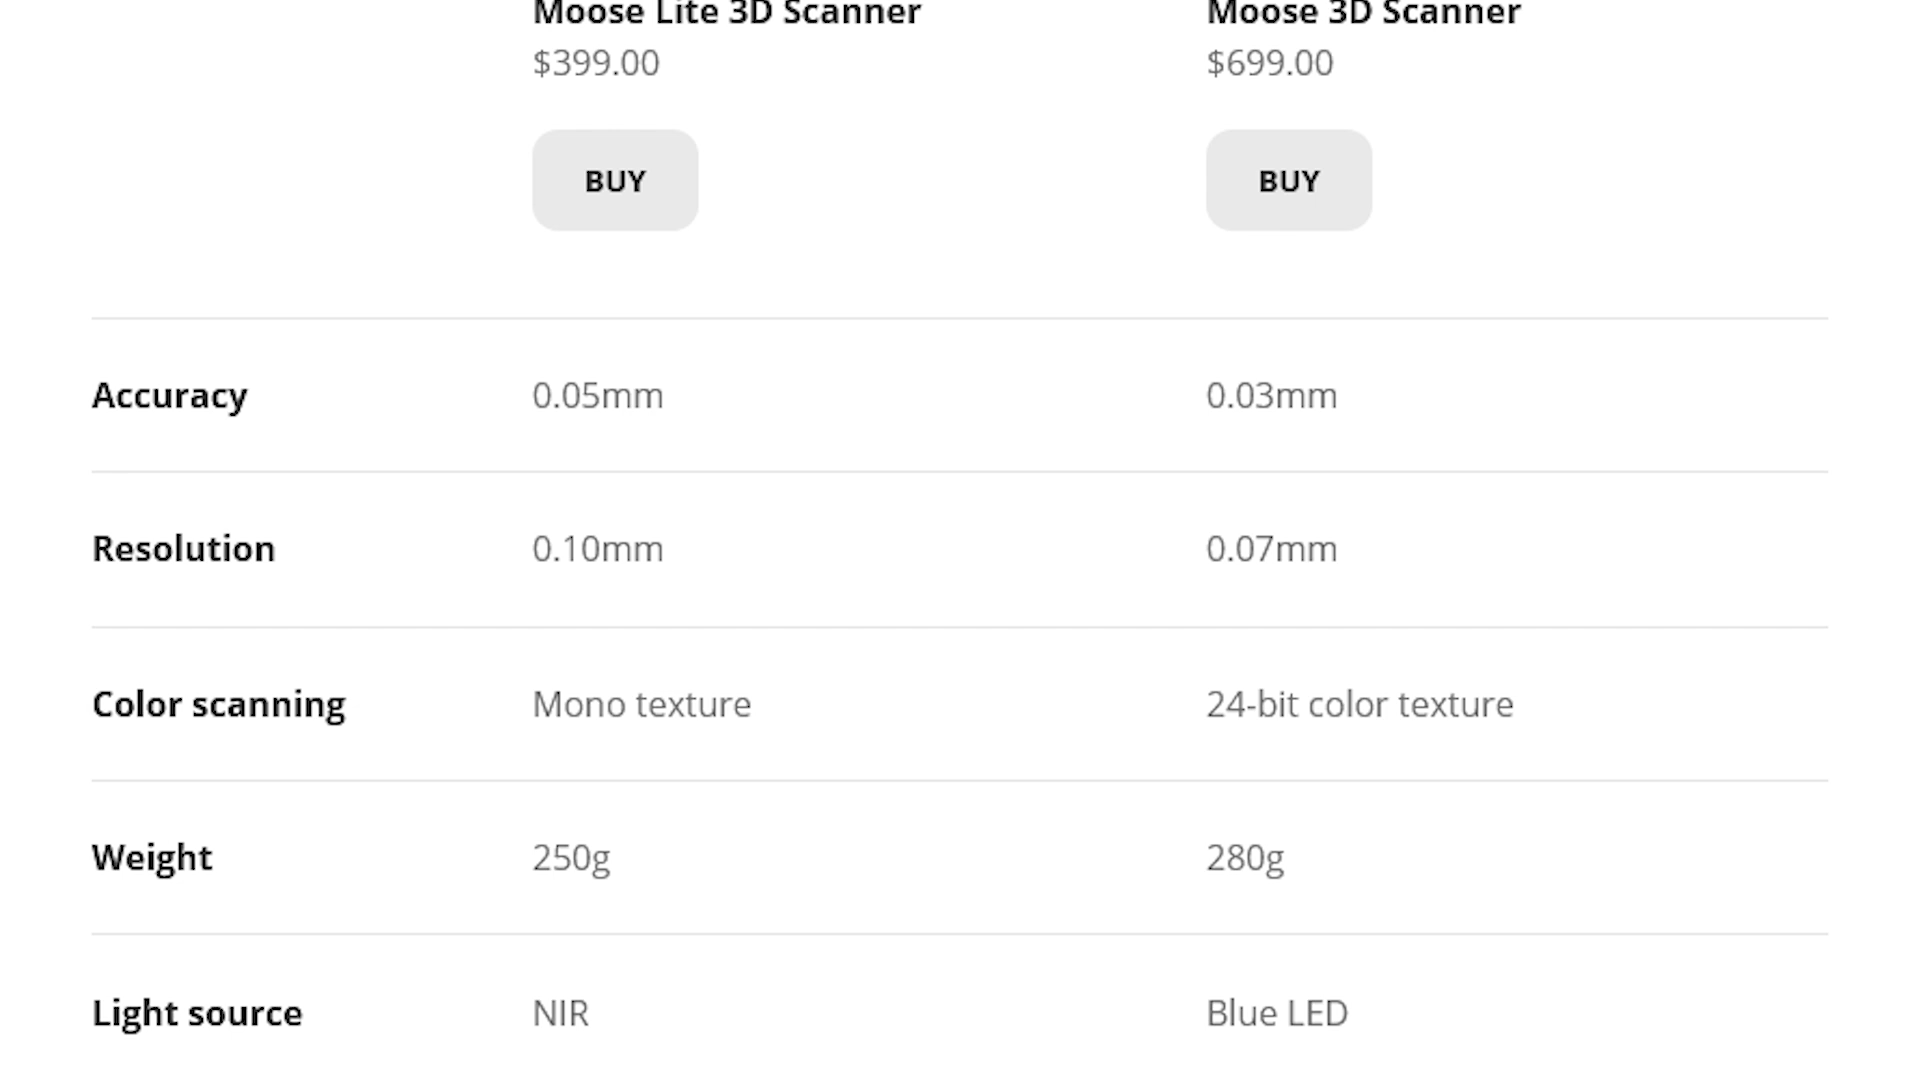 Moose Lite 3D Scanner Moose 3D Scanner
$399.00 $699.00
BUY BUY
Accuracy 0.05mm 0.03mm
Resolution 0.10mm 0.07mm
Color scanning Mono texture 24-bit color texture
Weight 250g 280g
Light source NIR Blue LED